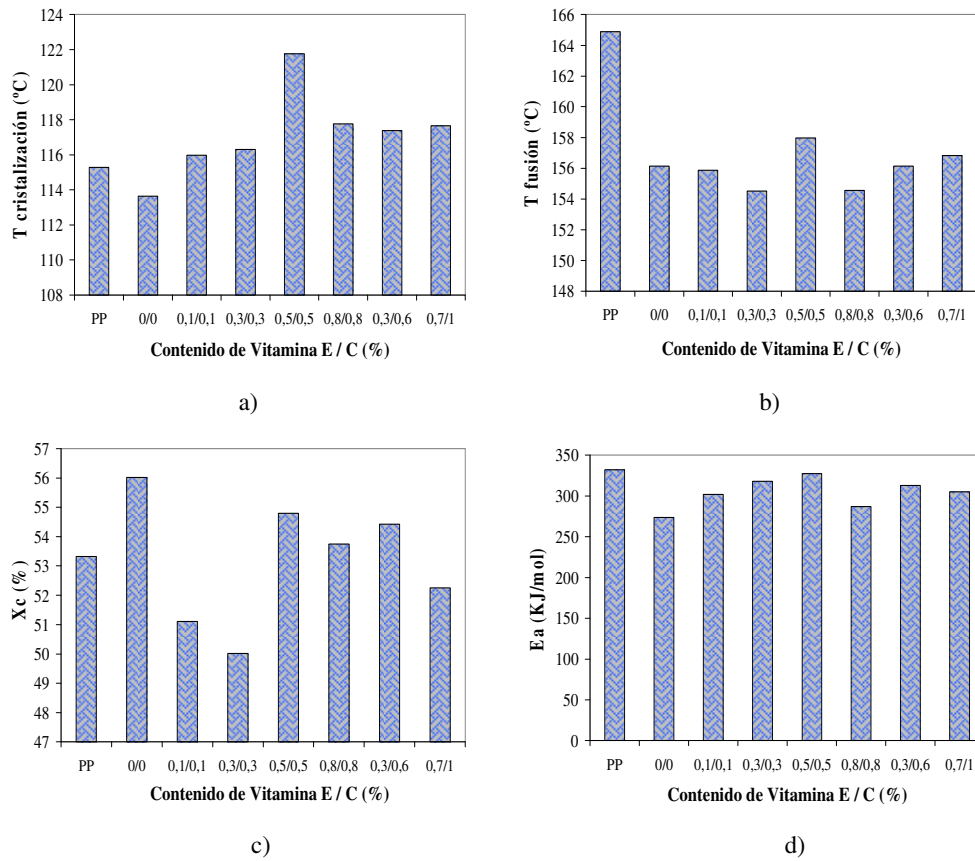 T cristalización (ºC)
124
122
120
118
116
114
112
110
108
PP 0/0 0,1/0,1 0,3/0,3 0,5/0,5 0,8/0,8 0,3/0,6 0,7/1
Contenido de Vitamina E / C (%)
a)
T fusión (ºC)
166
164
162
160
158
156
154
152
150
148
PP 0/0 0,1/0,1 0,3/0,3 0,5/0,5 0,8/0,8 0,3/0,6 0,7/1
Contenido de Vitamina E / C (%)
b)
Xc (%)
57
56
55
54
53
52
51
50
49
48
47
PP 0/0 0,1/0,1 0,3/0,3 0,5/0,5 0,8/0,8 0,3/0,6 0,7/1
Contenido de Vitamina E / C (%)
c)
Ea (KJ/mol)
350
300
250
200
150
100
50
0
PP 0/0 0,1/0,1 0,3/0,3 0,5/0,5 0,8/0,8 0,3/0,6 0,7/1
Contenido de Vitamina E / C (%)
d)